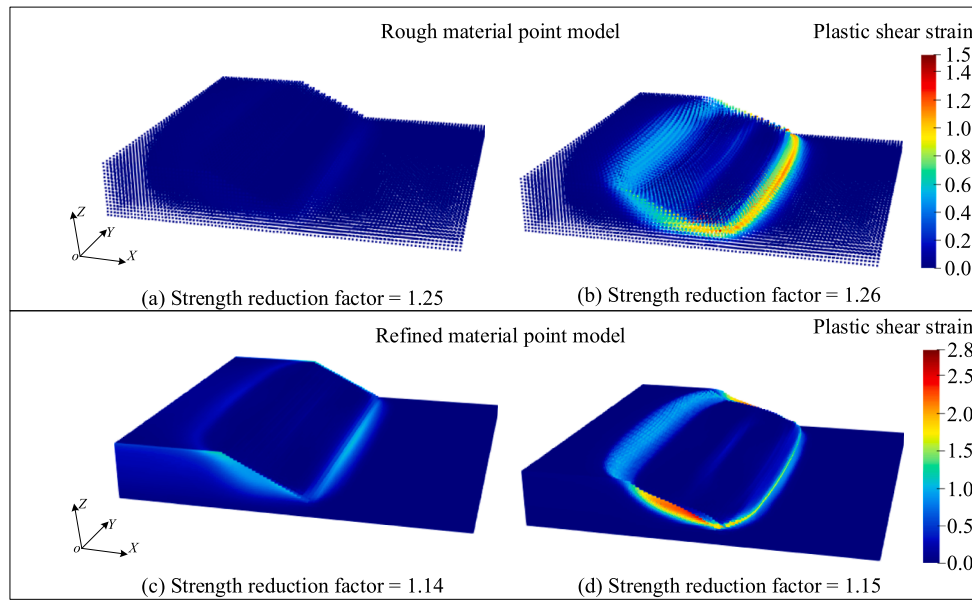 Rough material point model
Plastic shear strain
1.5
1.4
1.2
1.0
0.8
0.6
0.4
0.2
0.0
Z
Y
o
X
(a) Strength reduction factor = 1.25
(b) Strength reduction factor = 1.26
Refined material point model
Plastic shear strain
2.8
2.5
2.0
1.5
1.0
0.5
0.0
Z
Y
o
X
(c) Strength reduction factor = 1.14
(d) Strength reduction factor = 1.15